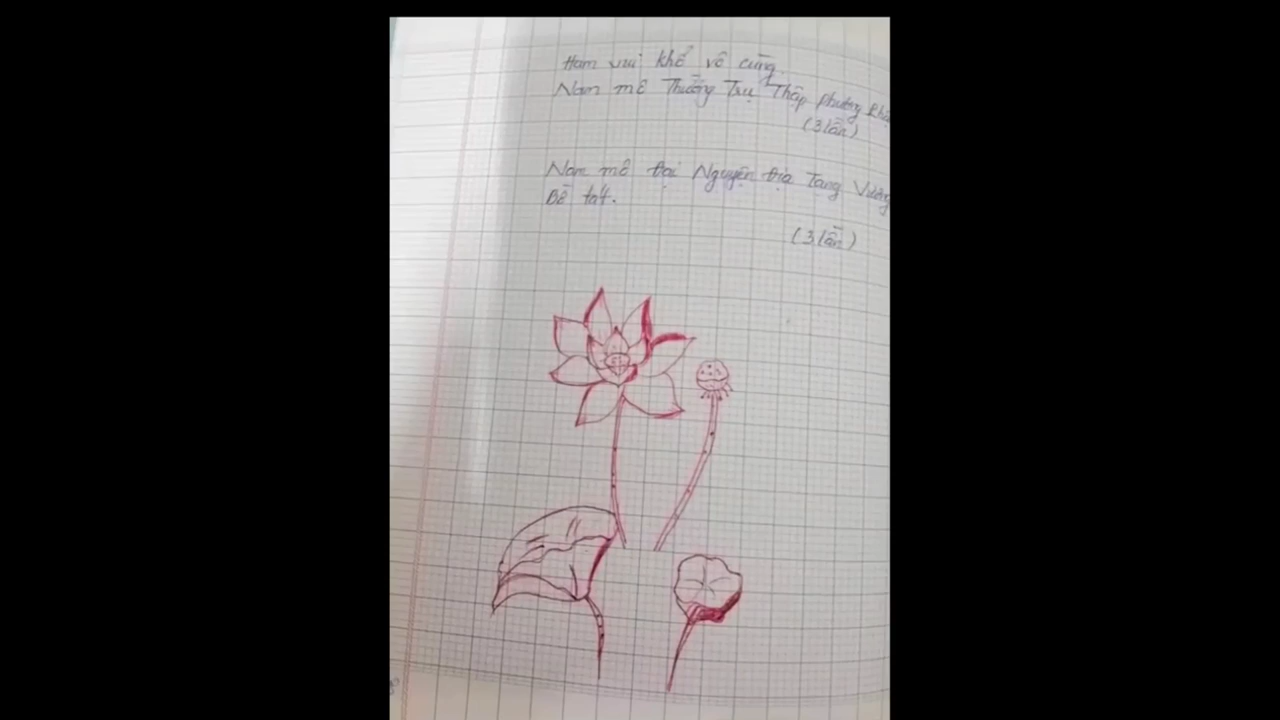 Ham vui khổ vô cùng.
Nam mô Thường Trụ Thập phương
(3 lần)
Nam mô Đại Nguyện Địa Tạng Vương
Bồ tát.
(3 lần)